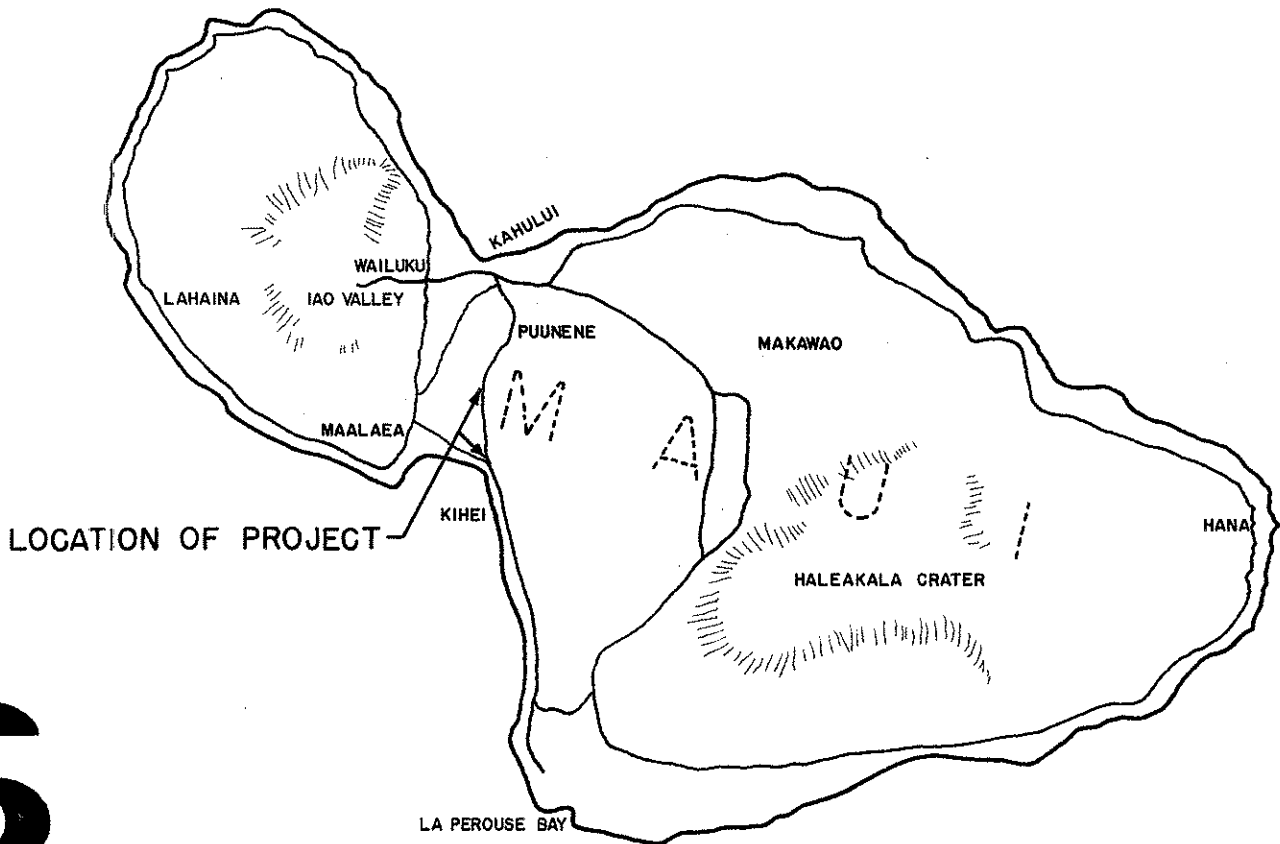 KAHULUI
WAILUKU
LAHAINA
IAO VALLEY
PUUNENE
MAKAWAO
M A U I
MAALAEA
KIHEI
LOCATION OF PROJECT
HANA
HALEAKALA CRATER
LA PEROUSE BAY